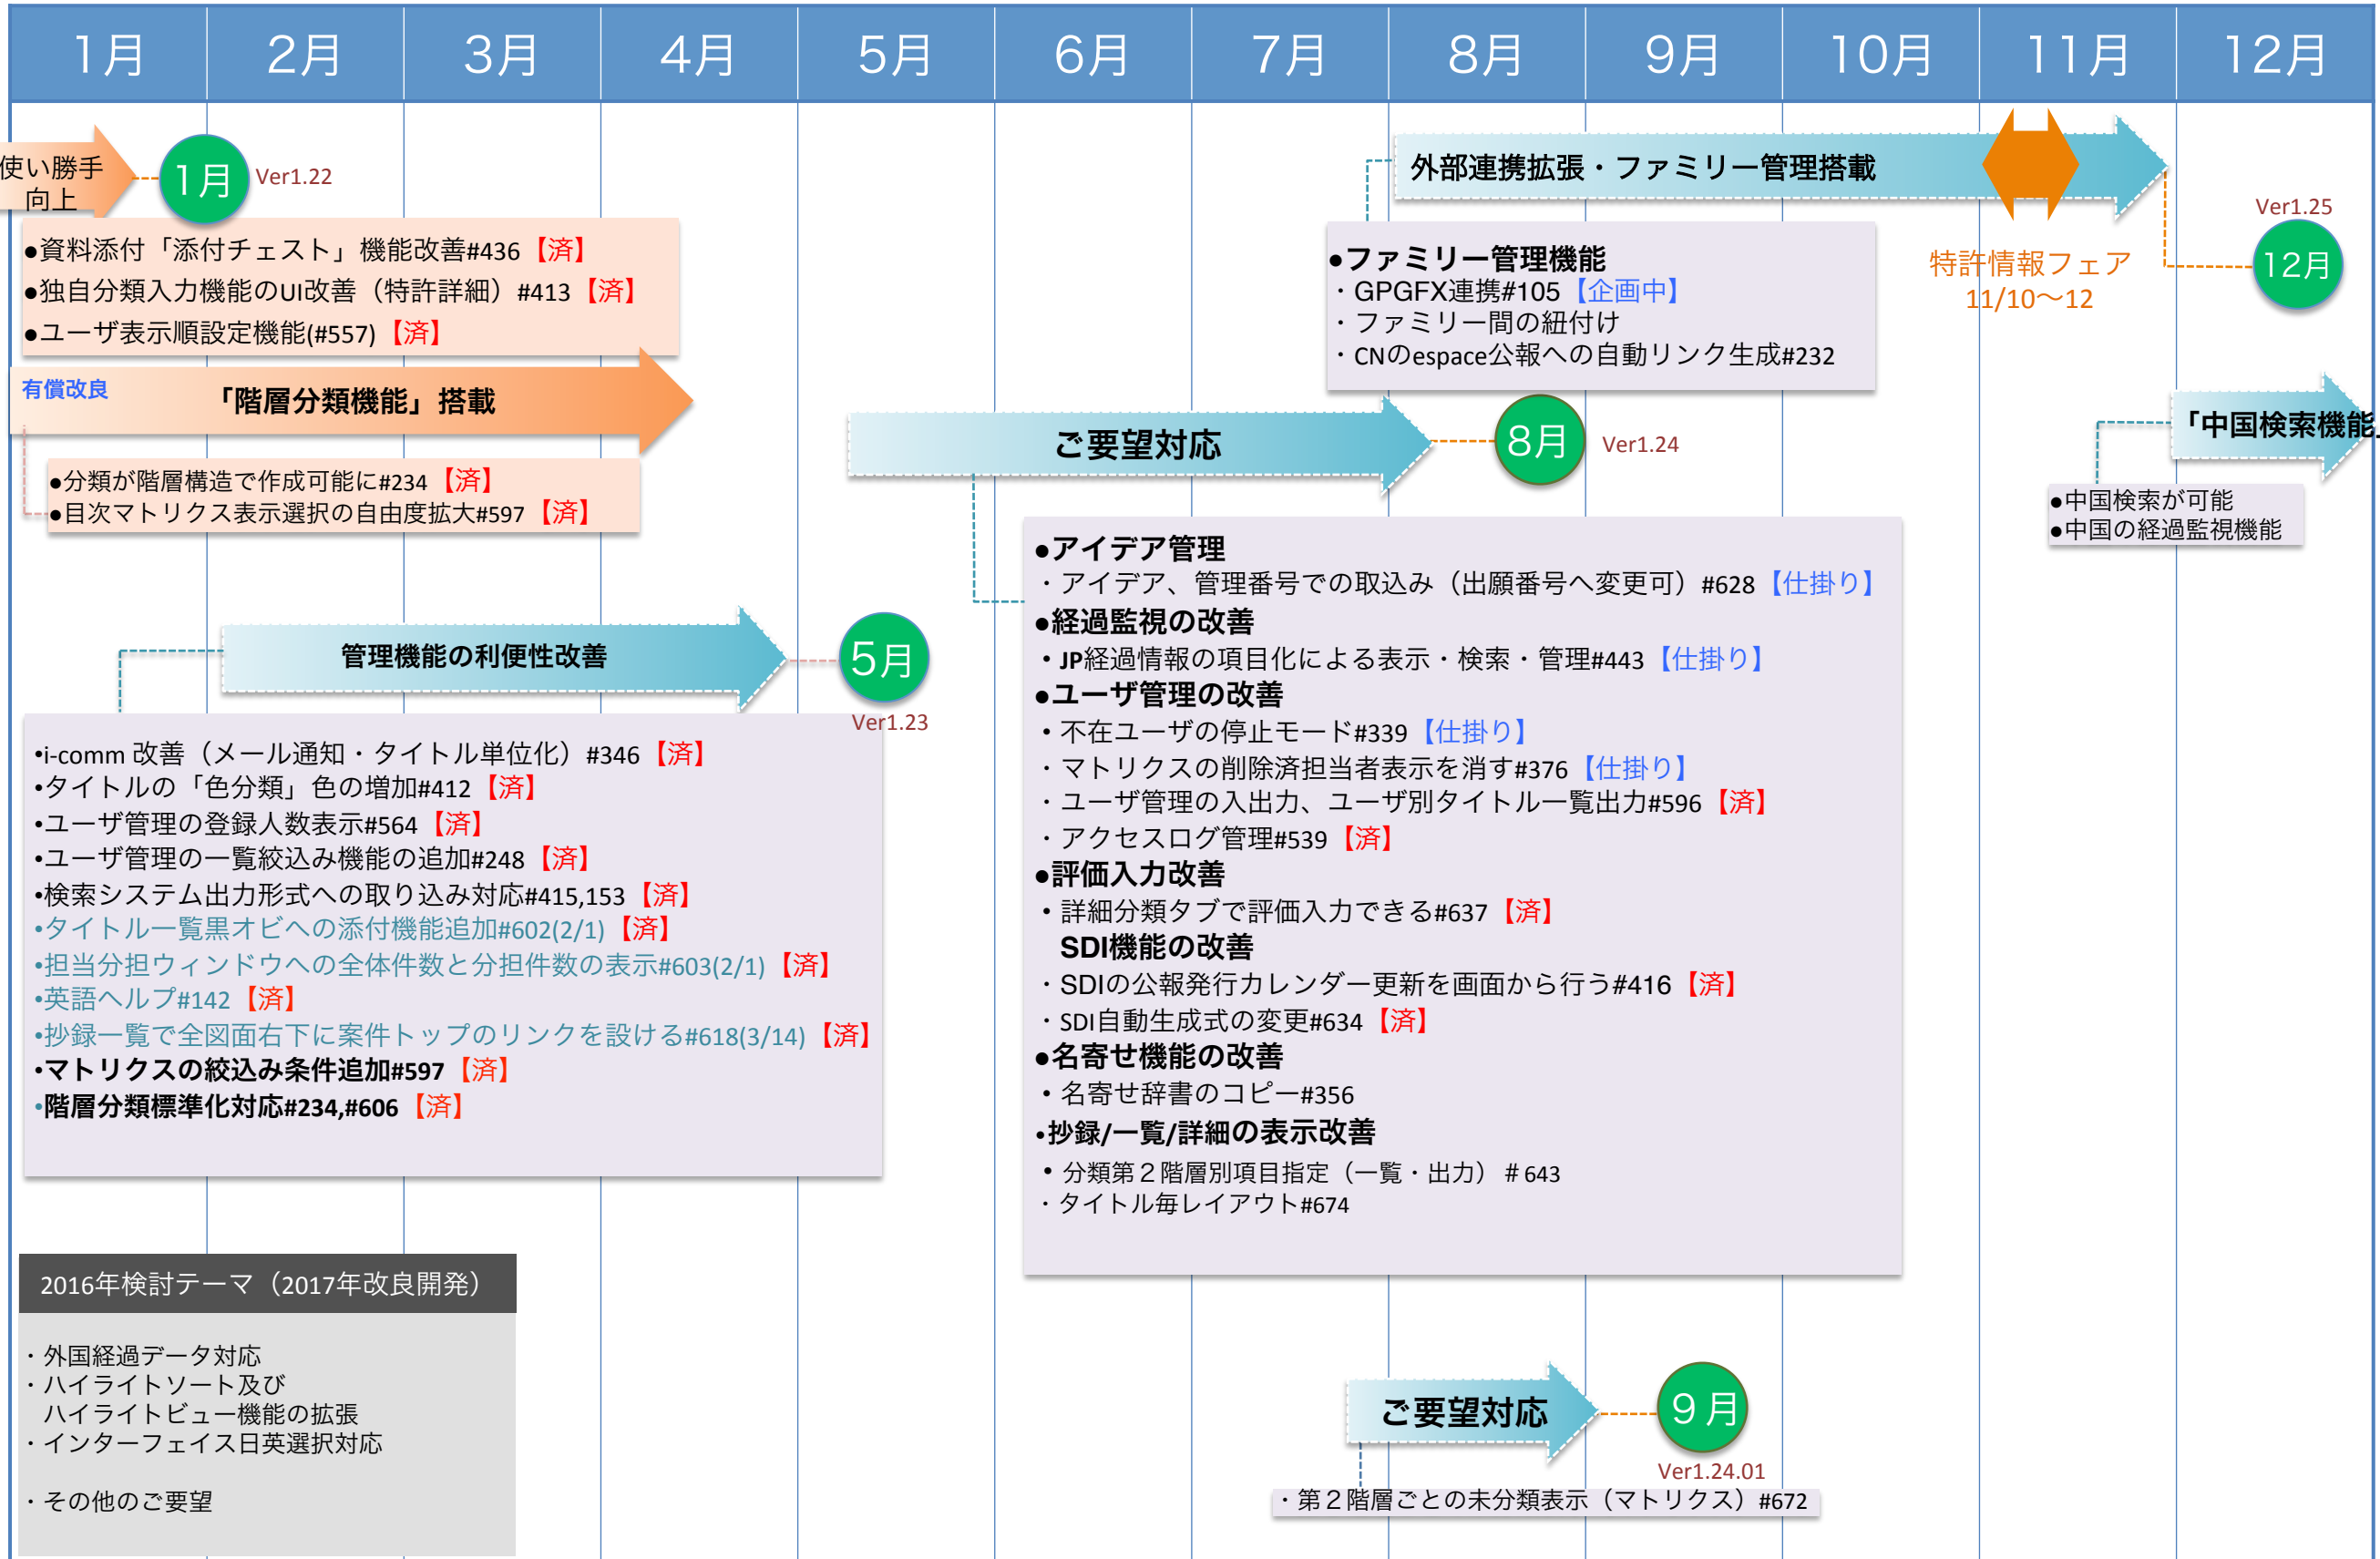 1月 2月 3月 4月 5月 6月 7月 8月 9月 10月 11月 12月
使い勝手
向上
1月
Ver1.22
●資料添付「添付チェスト」機能改善#436【済】
●独自分類入力機能のUI改善（特許詳細）#413【済】
●ユーザ表示順設定機能(#557)【済】
有償改良
「階層分類機能」搭載
●分類が階層構造で作成可能に#234【済】
●目次マトリクス表示選択の自由度拡大#597【済】
管理機能の利便性改善
5月
Ver1.23
•i-comm 改善（メール通知・タイトル単位化）#346【済】
•タイトルの「色分類」色の増加#412【済】
•ユーザ管理の登録人数表示#564【済】
•ユーザ管理の一覧絞込み機能の追加#248【済】
•検索システム出力形式への取り込み対応#415,153【済】
•タイトル一覧黒オビへの添付機能追加#602(2/1)【済】
•担当分担ウィンドウへの全体件数と分担件数の表示#603(2/1)【済】
•英語ヘルプ#142【済】
•抄録一覧で全図面右下に案件トップのリンクを設ける#618(3/14)【済】
•マトリクスの絞込み条件追加#597【済】
•階層分類標準化対応#234,#606【済】
2016年検討テーマ（2017年改良開発）
・外国経過データ対応
・ハイライトソート及び
ハイライトビュー機能の拡張
・インターフェイス日英選択対応
・その他のご要望
外部連携拡張・ファミリー管理搭載
●ファミリー管理機能
・GPGFX連携#105【企画中】
・ファミリー間の紐付け
・CNのespace公報への自動リンク生成#232
特許情報フェア
11/10～12
Ver1.25
12月
ご要望対応
8月
Ver1.24
「中国検索機能」
●中国検索が可能
●中国の経過監視機能
●アイデア管理
・アイデア、管理番号での取込み（出願番号へ変更可）#628【仕掛り】
●経過監視の改善
・JP経過情報の項目化による表示・検索・管理#443【仕掛り】
●ユーザ管理の改善
・不在ユーザの停止モード#339【仕掛り】
・マトリクスの削除済担当者表示を消す#376【仕掛り】
・ユーザ管理の入出力、ユーザ別タイトル一覧出力#596【済】
・アクセスログ管理#539【済】
●評価入力改善
・詳細分類タブで評価入力できる#637【済】
SDI機能の改善
・SDIの公報発行カレンダー更新を画面から行う#416【済】
・SDI自動生成式の変更#634【済】
●名寄せ機能の改善
・名寄せ辞書のコピー#356
•抄録/一覧/詳細の表示改善
・分類第２階層別項目指定（一覧・出力）＃643
・タイトル毎レイアウト#674
ご要望対応
９月
Ver1.24.01
・第２階層ごとの未分類表示（マトリクス）#672